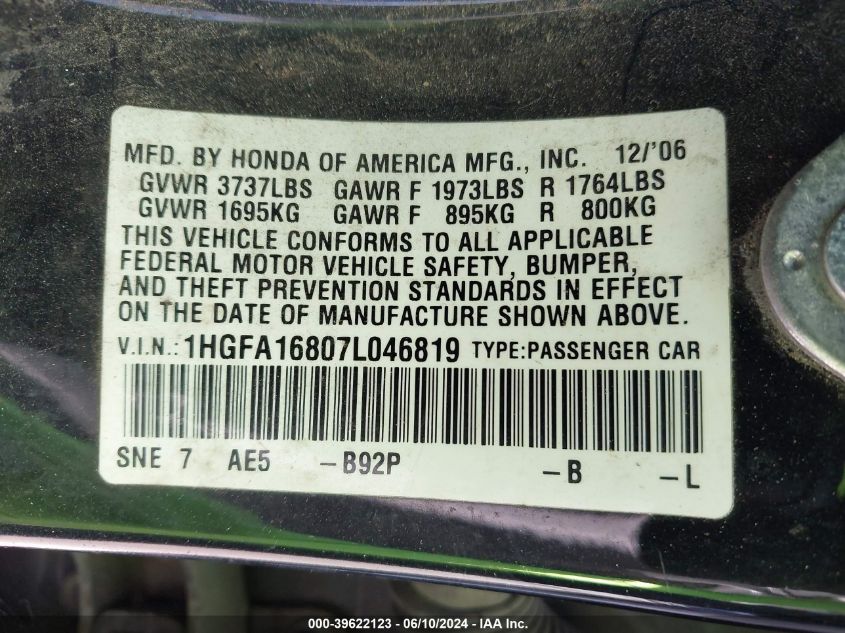 MFD. BY HONDA OF AMERICA MFG., INC. 12/'06
GVWR 3737LBS GAWR F 1973LBS R 1764LBS
GVWR 1695KG GAWR F 895KG R 800KG
THIS VEHICLE CONFORMS TO ALL APPLICABLE
FEDERAL MOTOR VEHICLE SAFETY, BUMPER,
AND THEFT PREVENTION STANDARDS IN EFFECT
ON THE DATE OF MANUFACTURE SHOWN ABOVE.
V.I.N.: 1HGFA16807L046819 TYPE:PASSENGER CAR
SNE 7 AE5 -B92P -B -L
000-39622123 - 06/10/2024 - IAA Inc.